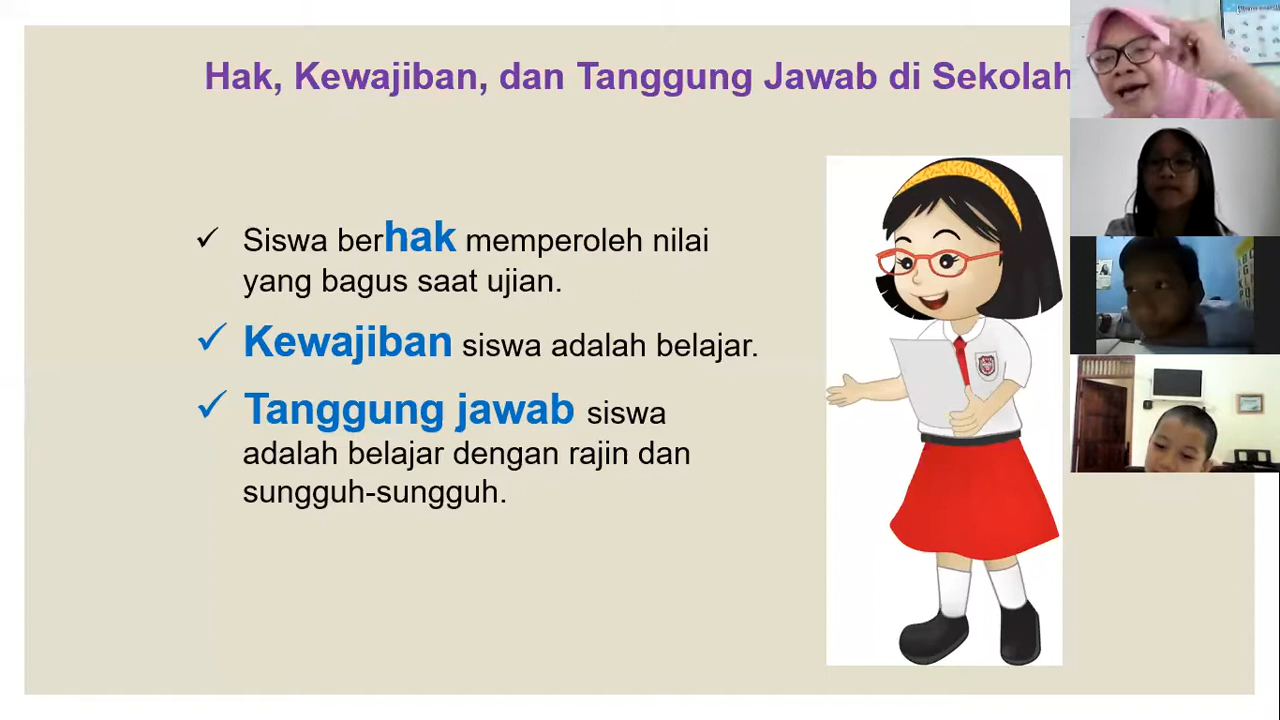 Hak, Kewajiban, dan Tanggung Jawab di Sekolah
✓ Siswa berhak memperoleh nilai
yang bagus saat ujian.
✓ Kewajiban siswa adalah belajar.
✓ Tanggung jawab siswa
adalah belajar dengan rajin dan
sungguh-sungguh.